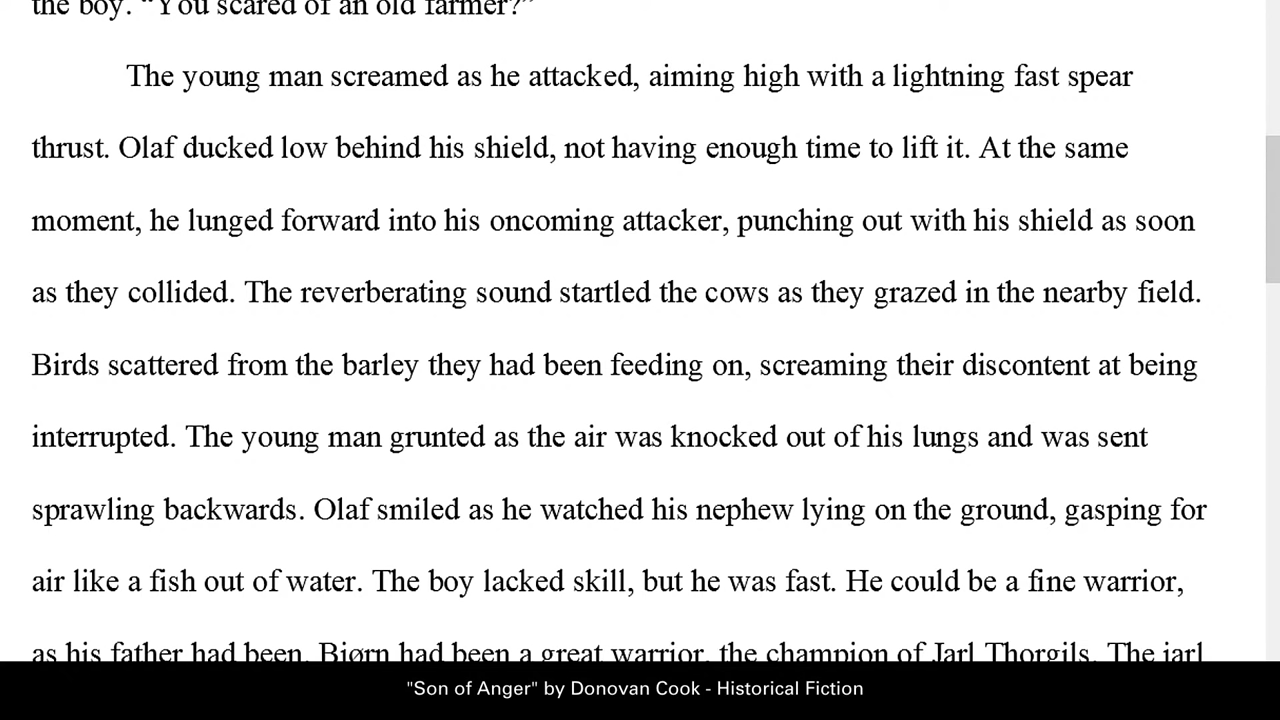 the boy. “You scared of an old farmer?”
The young man screamed as he attacked, aiming high with a lightning fast spear
thrust. Olaf ducked low behind his shield, not having enough time to lift it. At the same
moment, he lunged forward into his oncoming attacker, punching out with his shield as soon
as they collided. The reverberating sound startled the cows as they grazed in the nearby field.
Birds scattered from the barley they had been feeding on, screaming their discontent at being
interrupted. The young man grunted as the air was knocked out of his lungs and was sent
sprawling backwards. Olaf smiled as he watched his nephew lying on the ground, gasping for
air like a fish out of water. The boy lacked skill, but he was fast. He could be a fine warrior,
as his father had been. Bjørn had been a great warrior, the champion of Jarl Thorgils. The jarl
"Son of Anger" by Donovan Cook - Historical Fiction